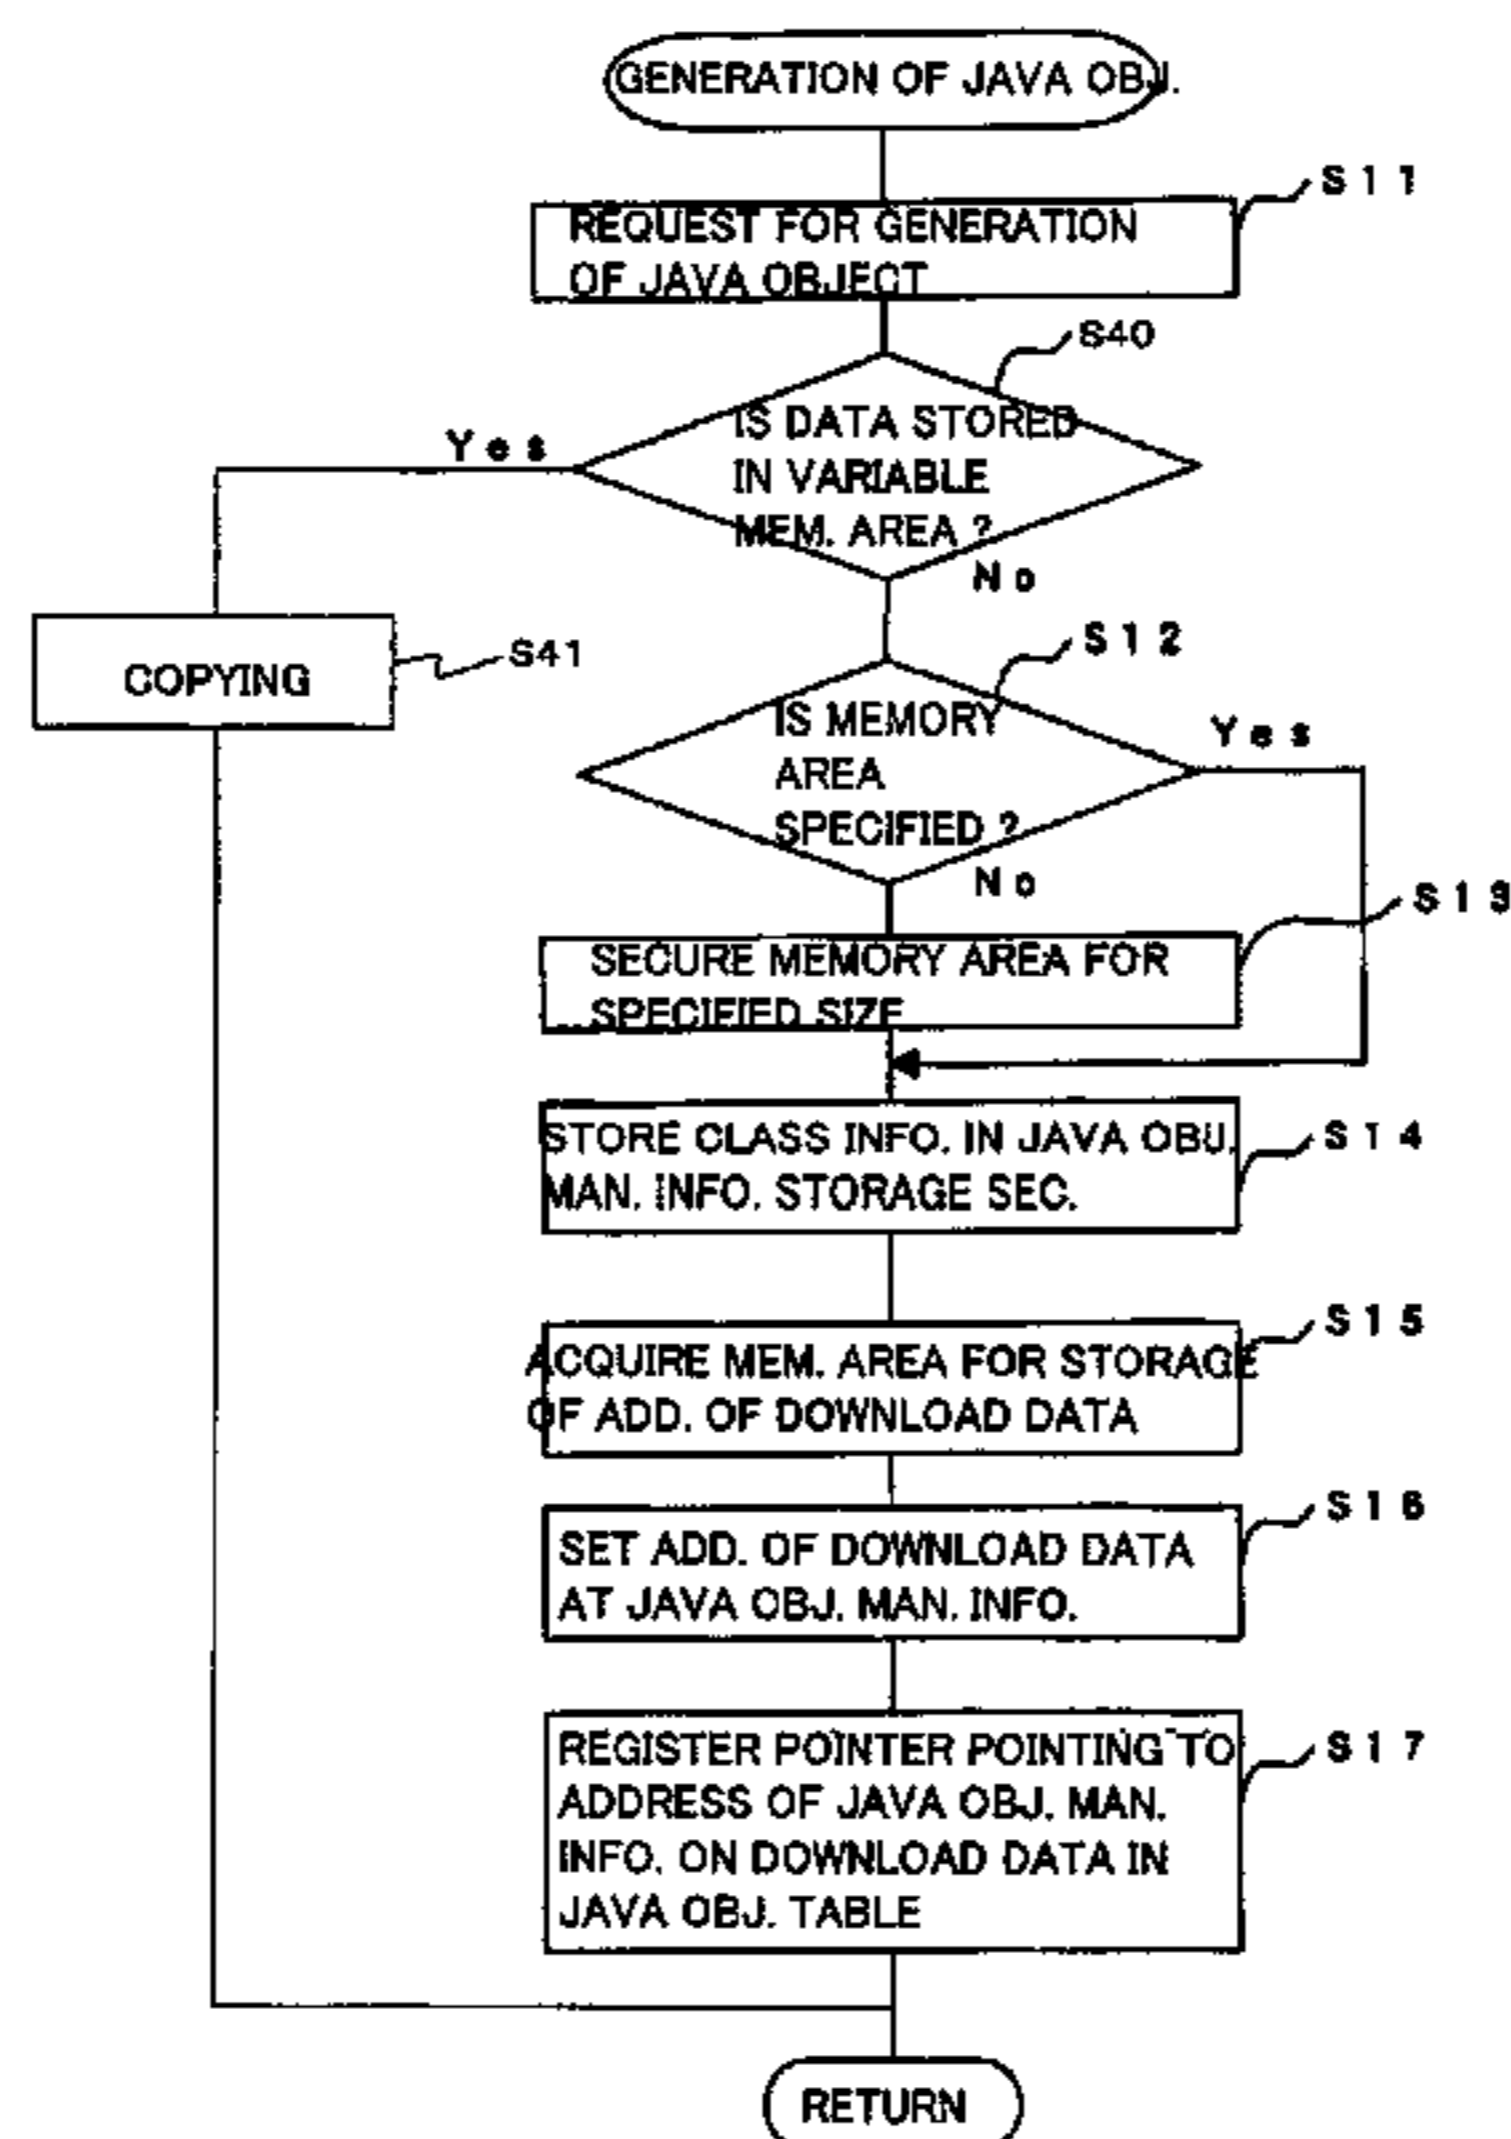 GENERATION OF JAVA OBJ.
S11
REQUEST FOR GENERATION
OF JAVA OBJECT
S40
IS DATA STORED
IN VARIABLE
MEM. AREA ?
Yes
No
COPYING
S41
S12
IS MEMORY
AREA
SPECIFIED ?
Yes
No
S13
SECURE MEMORY AREA FOR
SPECIFIED SIZE
S14
STORE CLASS INFO. IN JAVA OBJ.
MAN. INFO. STORAGE SEC.
S15
ACQUIRE MEM. AREA FOR STORAGE
OF ADD. OF DOWNLOAD DATA
S16
SET ADD. OF DOWNLOAD DATA
AT JAVA OBJ. MAN. INFO.
S17
REGISTER POINTER POINTING TO
ADDRESS OF JAVA OBJ. MAN.
INFO. ON DOWNLOAD DATA IN
JAVA OBJ. TABLE
RETURN